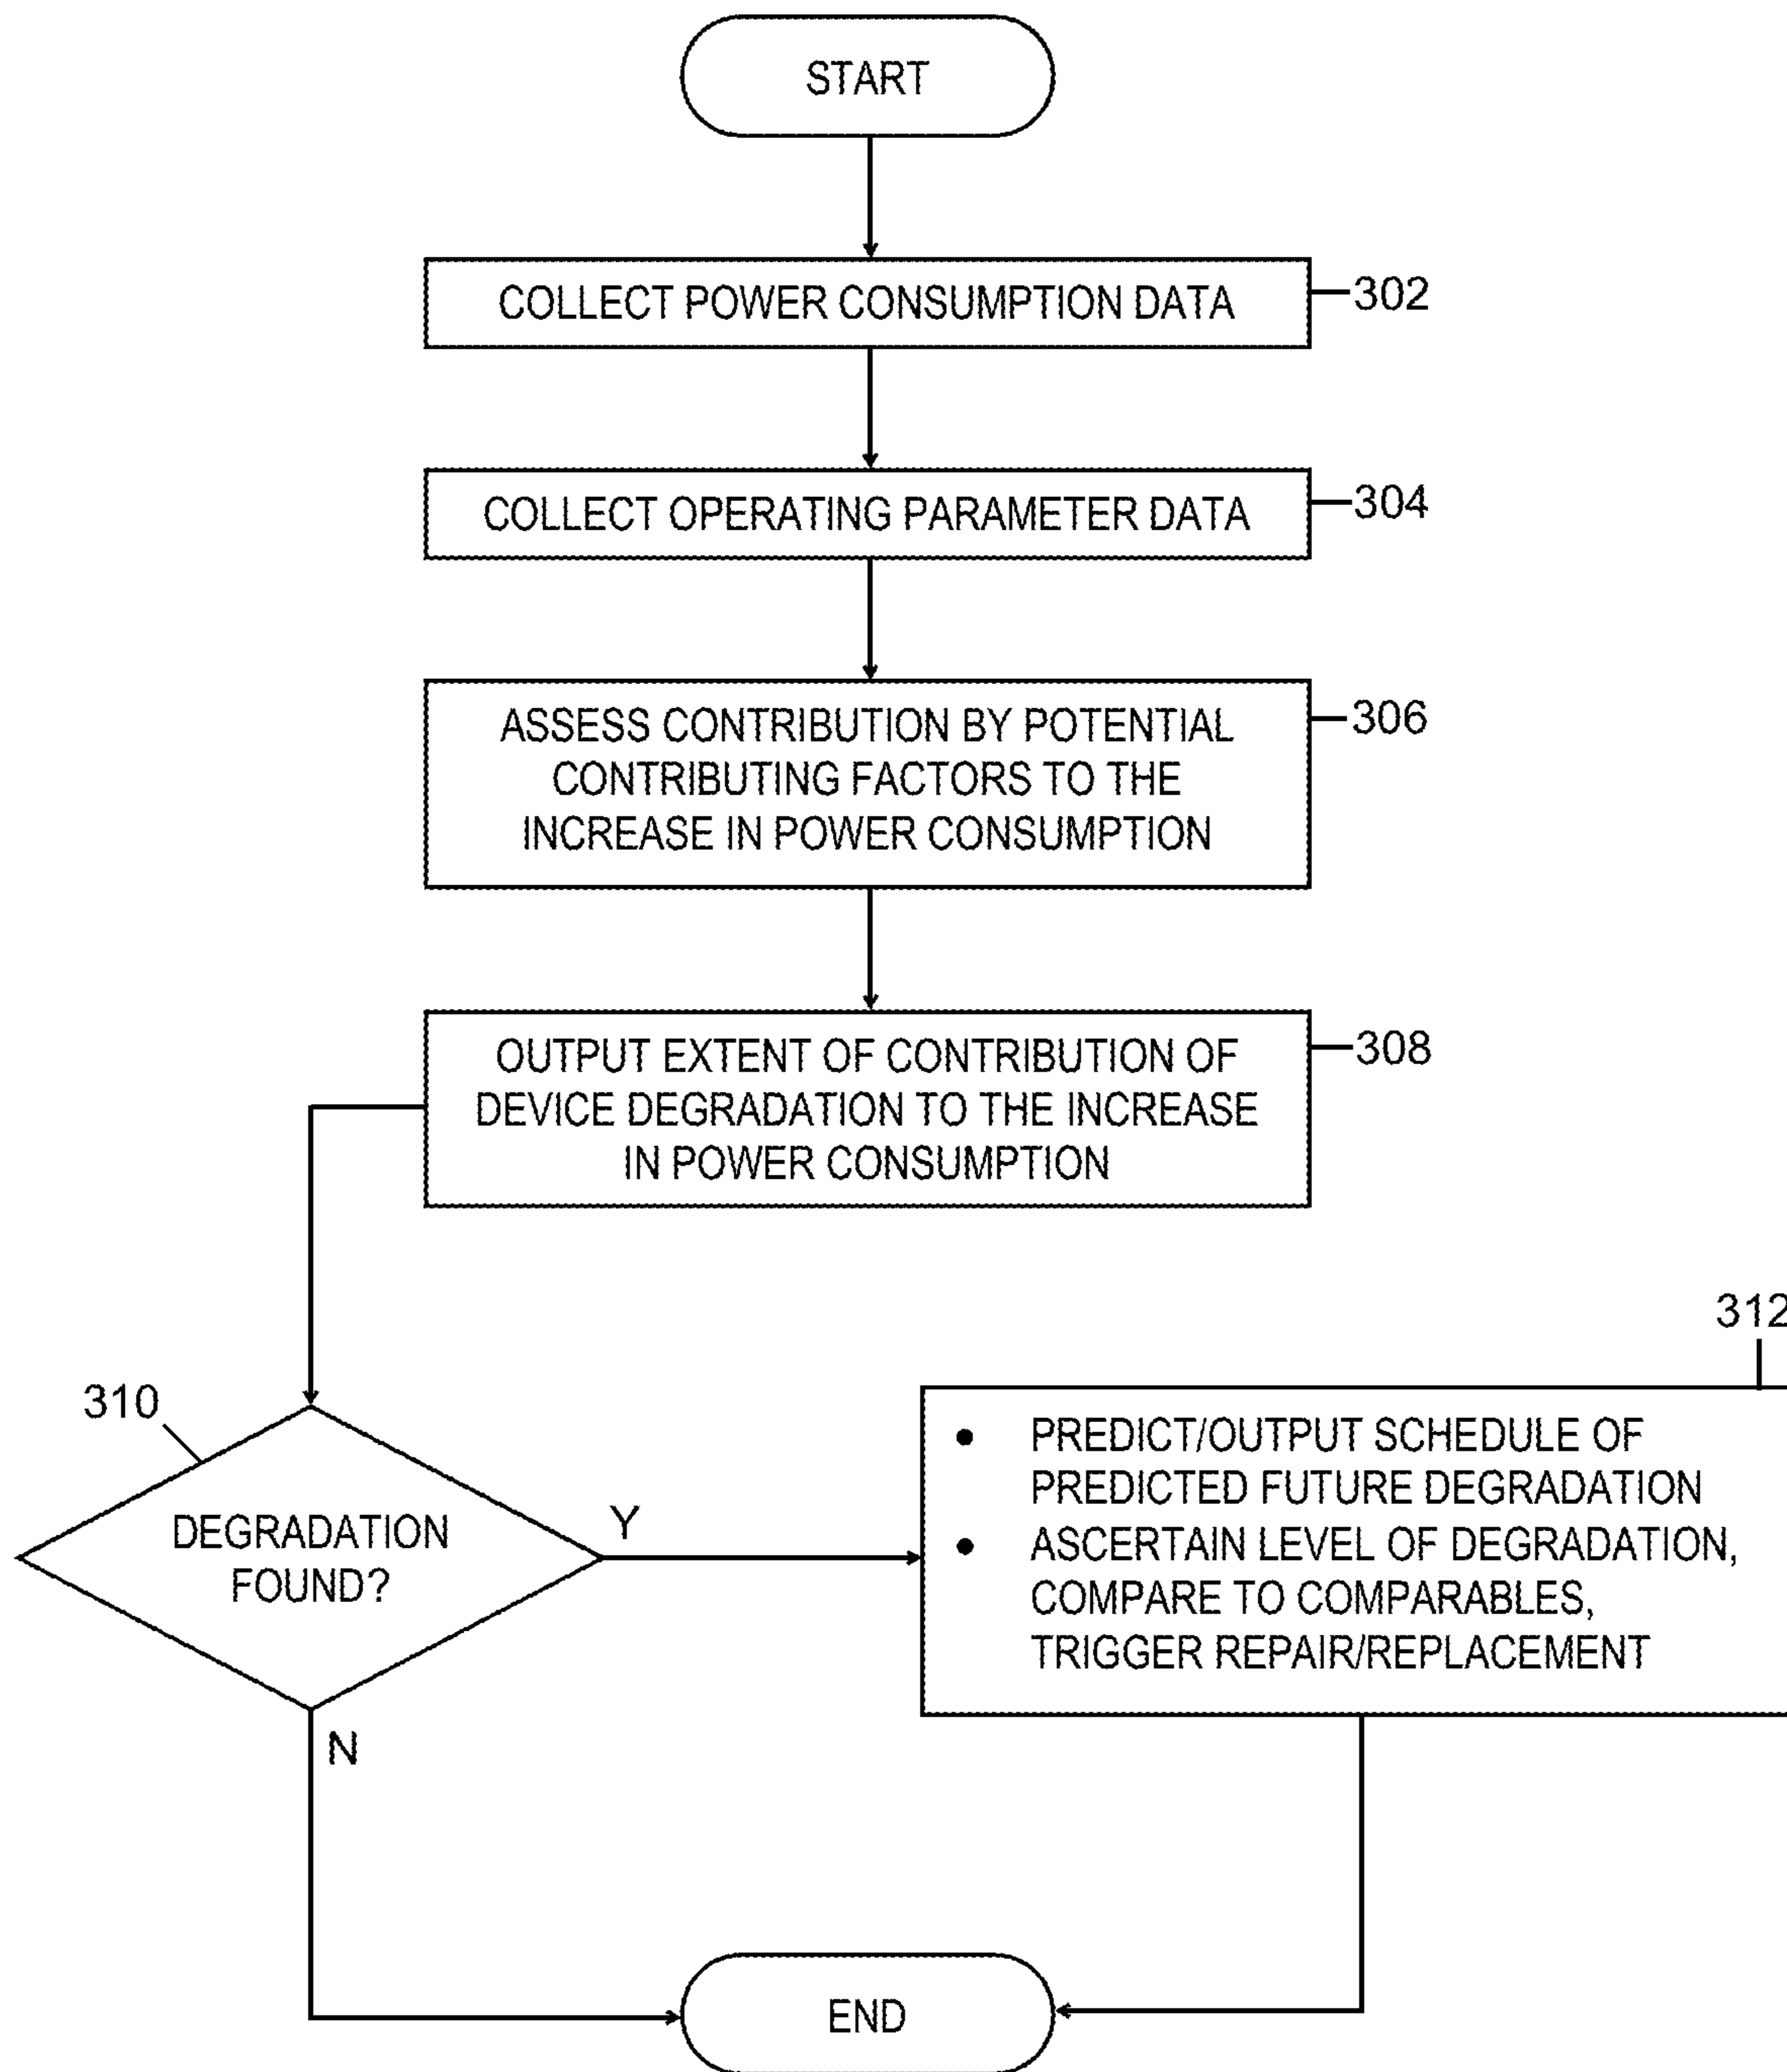 START
COLLECT POWER CONSUMPTION DATA
302
COLLECT OPERATING PARAMETER DATA
304
ASSESS CONTRIBUTION BY POTENTIAL
CONTRIBUTING FACTORS TO THE
INCREASE IN POWER CONSUMPTION
306
OUTPUT EXTENT OF CONTRIBUTION OF
DEVICE DEGRADATION TO THE INCREASE
IN POWER CONSUMPTION
308
310
DEGRADATION
FOUND?
Y
N
312
• PREDICT/OUTPUT SCHEDULE OF
PREDICTED FUTURE DEGRADATION
• ASCERTAIN LEVEL OF DEGRADATION,
COMPARE TO COMPARABLES,
TRIGGER REPAIR/REPLACEMENT
END